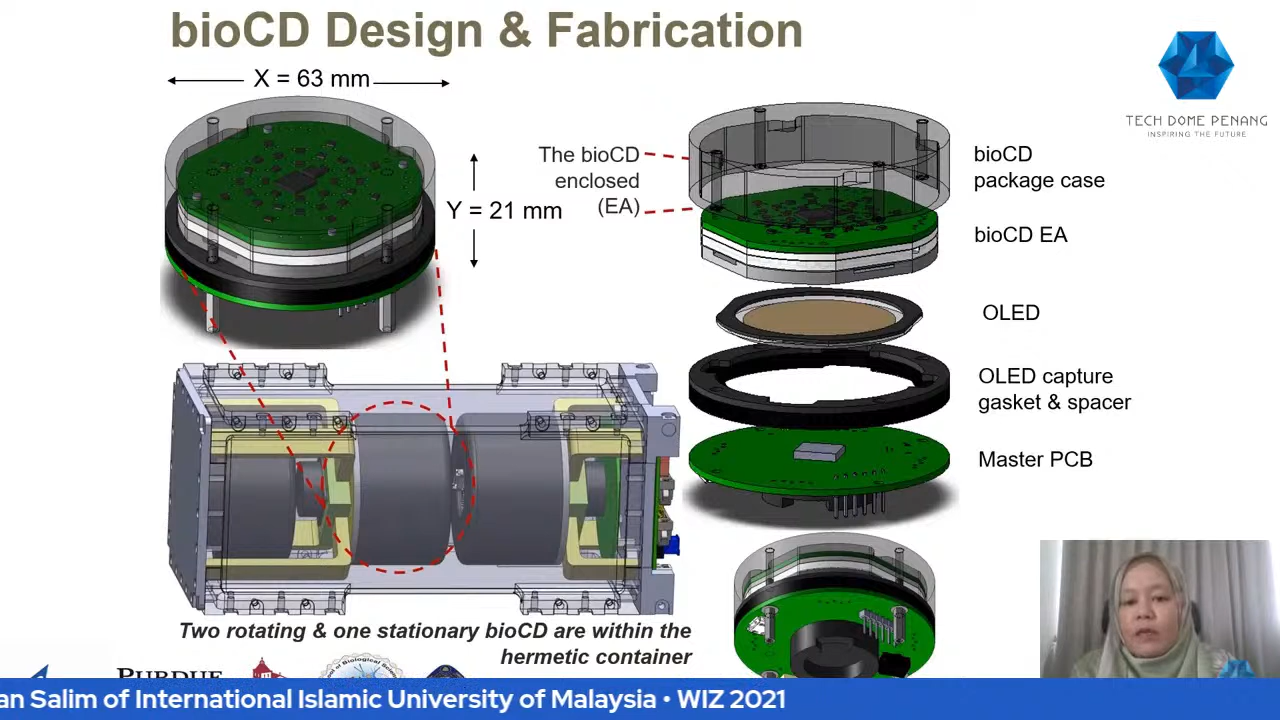 bioCD Design & Fabrication
X = 63 mm
Y = 21 mm
The bioCD
enclosed
(EA)
bioCD
package case
bioCD EA
OLED
OLED capture
gasket & spacer
Master PCB
TECH DOME PENANG
INSPIRING THE FUTURE
Two rotating & one stationary bioCD are within the
hermetic container
PURDUE
of Biological
an Salim of International Islamic University of Malaysia • WIZ 2021